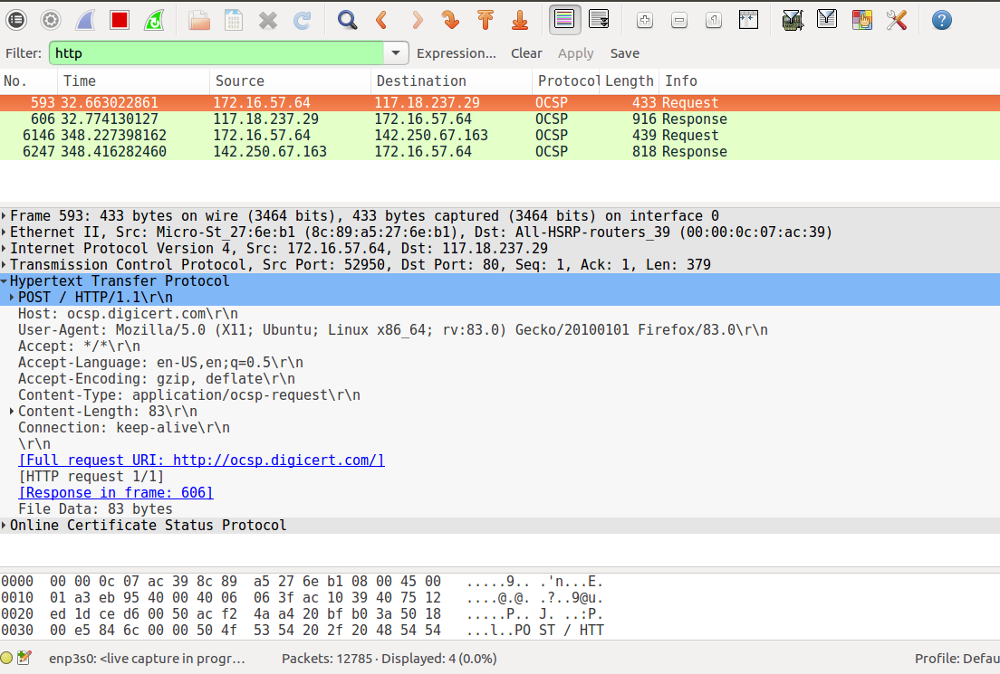 Filter: http Expression... Clear Apply Save
No. Time Source Destination Protocol Length Info
593 32.663022861 172.16.57.64 117.18.237.29 OCSP 433 Request
606 32.774130127 117.18.237.29 172.16.57.64 OCSP 916 Response
6146 348.227398162 172.16.57.64 142.250.67.163 OCSP 439 Request
6247 348.416282460 142.250.67.163 172.16.57.64 OCSP 818 Response
Frame 593: 433 bytes on wire (3464 bits), 433 bytes captured (3464 bits) on interface 0
Ethernet II, Src: Micro-St_27:6e:b1 (8c:89:a5:27:6e:b1), Dst: All-HSRP-routers_39 (00:00:0c:07:ac:39)
Internet Protocol Version 4, Src: 172.16.57.64, Dst: 117.18.237.29
Transmission Control Protocol, Src Port: 52950, Dst Port: 80, Seq: 1, Ack: 1, Len: 379
Hypertext Transfer Protocol
POST / HTTP/1.1\r\n
Host: ocsp.digicert.com\r\n
User-Agent: Mozilla/5.0 (X11; Ubuntu; Linux x86_64; rv:83.0) Gecko/20100101 Firefox/83.0\r\n
Accept: */*\r\n
Accept-Language: en-US,en;q=0.5\r\n
Accept-Encoding: gzip, deflate\r\n
Content-Type: application/ocsp-request\r\n
Content-Length: 83\r\n
Connection: keep-alive\r\n
\r\n
[Full request URI: http://ocsp.digicert.com/]
[HTTP request 1/1]
[Response in frame: 606]
File Data: 83 bytes
Online Certificate Status Protocol
0000 00 00 0c 07 ac 39 8c 89 a5 27 6e b1 08 00 45 00 .....9.. .'n...E.
0010 01 a3 eb 95 40 00 40 06 06 3f ac 10 39 40 75 12 ....@.@. .?..9@u.
0020 ed 1d ce d6 00 50 ac f2 4a a4 20 bf b0 3a 50 18 .....P.. J. ..:P.
0030 00 e5 84 6c 00 00 50 4f 53 54 20 2f 20 48 54 54 ...l..PO ST / HTT
enp3s0: <live capture in progr... Packets: 12785 · Displayed: 4 (0.0%) Profile: Defau